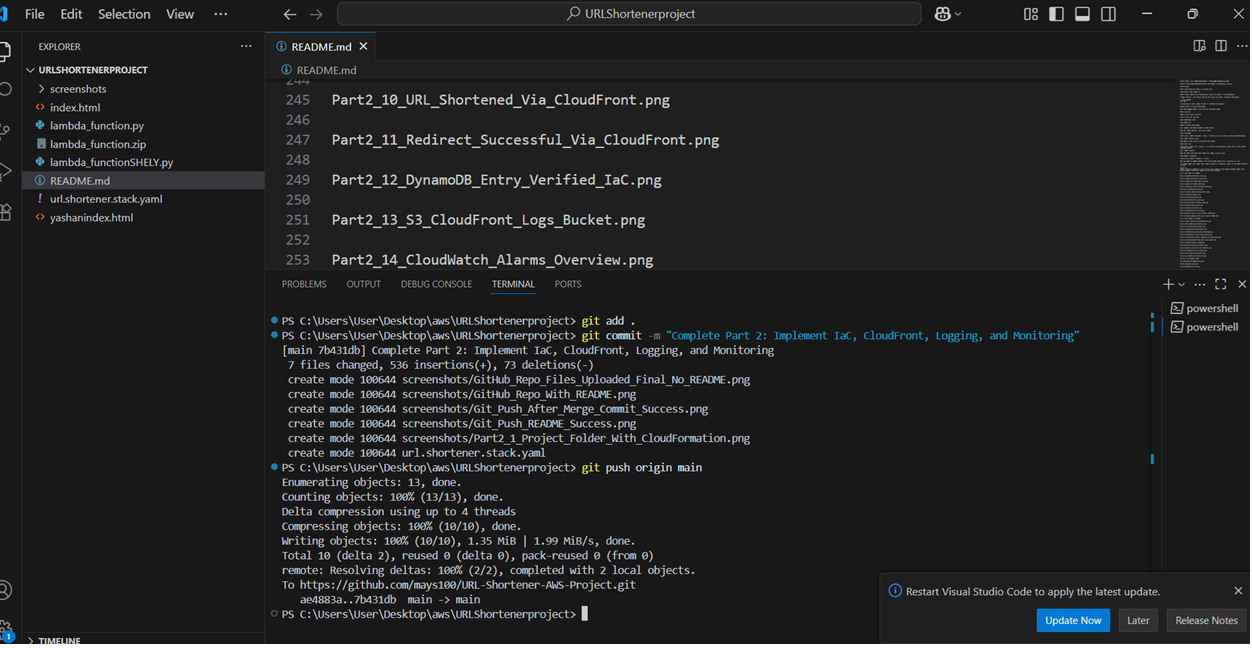 File Edit Selection View ···
URLShortenerproject
EXPLORER
URLSHORTENERPROJECT
screenshots
index.html
lambda_function.py
lambda_function.zip
lambda_functionSHELY.py
README.md
url.shortener.stack.yaml
yashanindex.html
TIMELINE
1
README.md
README.md
244
245 Part2_10_URL_Shortened_Via_CloudFront.png
246
247 Part2_11_Redirect_Successful_Via_CloudFront.png
248
249 Part2_12_DynamoDB_Entry_Verified_IaC.png
250
251 Part2_13_S3_CloudFront_Logs_Bucket.png
252
253 Part2_14_CloudWatch_Alarms_Overview.png
PROBLEMS OUTPUT DEBUG CONSOLE TERMINAL PORTS
PS C:\Users\User\Desktop\aws\URLShortenerproject> git add .
PS C:\Users\User\Desktop\aws\URLShortenerproject> git commit -m "Complete Part 2: Implement IaC, CloudFront, Logging, and Monitoring"
[main 7b431db] Complete Part 2: Implement IaC, CloudFront, Logging, and Monitoring
7 files changed, 536 insertions(+), 73 deletions(-)
create mode 100644 screenshots/GitHub_Repo_Files_Uploaded_Final_No_README.png
create mode 100644 screenshots/GitHub_Repo_With_README.png
create mode 100644 screenshots/Git_Push_After_Merge_Commit_Success.png
create mode 100644 screenshots/Git_Push_README_Success.png
create mode 100644 screenshots/Part2_1_Project_Folder_With_CloudFormation.png
create mode 100644 url.shortener.stack.yaml
PS C:\Users\User\Desktop\aws\URLShortenerproject> git push origin main
Enumerating objects: 13, done.
Counting objects: 100% (13/13), done.
Delta compression using up to 4 threads
Compressing objects: 100% (10/10), done.
Writing objects: 100% (10/10), 1.35 MiB | 1.99 MiB/s, done.
Total 10 (delta 2), reused 0 (delta 0), pack-reused 0 (from 0)
remote: Resolving deltas: 100% (2/2), completed with 2 local objects.
To https://github.com/mays100/URL-Shortener-AWS-Project.git
ae4883a..7b431db main -> main
PS C:\Users\User\Desktop\aws\URLShortenerproject>
powershell
powershell
Restart Visual Studio Code to apply the latest update.
Update Now Later Release Notes